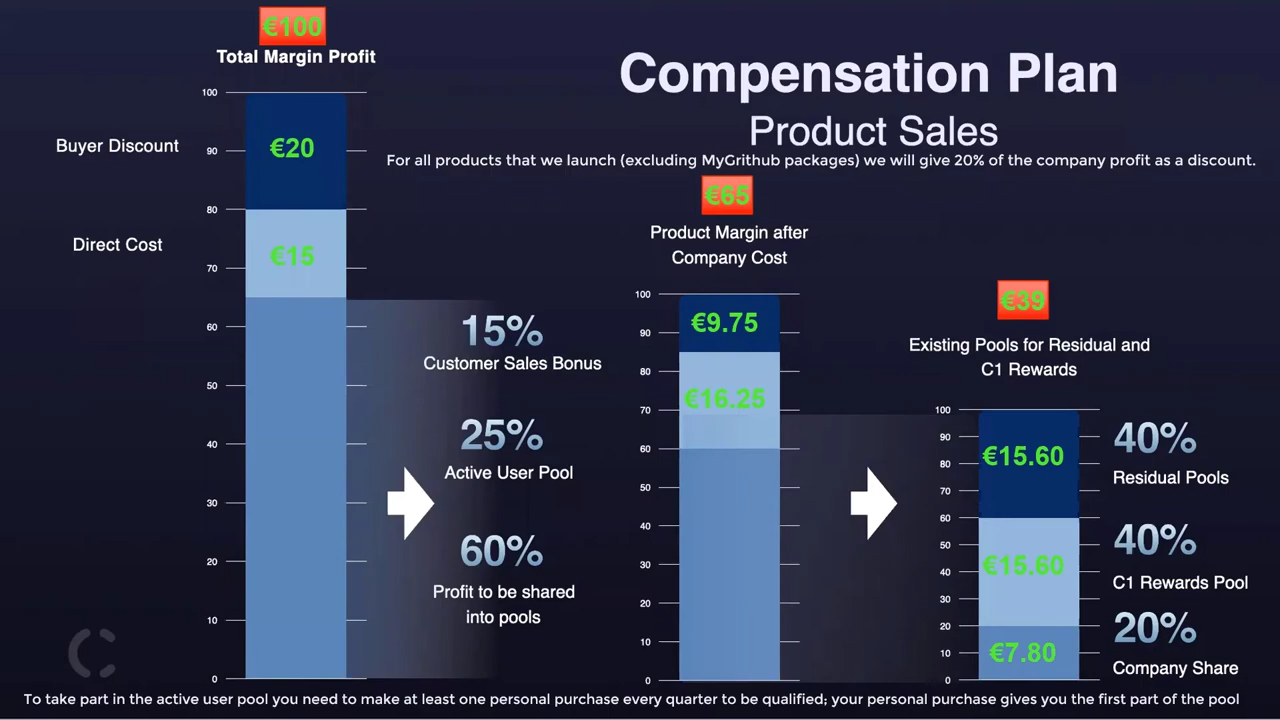 €100
Total Margin Profit
Compensation Plan
Product Sales
For all products that we launch (excluding MyGrithub packages) we will give 20% of the company profit as a discount.
100
90
80
70
60
50
40
30
20
10
0
Buyer Discount
€20
Direct Cost
€15
15%
Customer Sales Bonus
25%
Active User Pool
60%
Profit to be shared
into pools
€65
Product Margin after
Company Cost
100
90
80
70
60
50
40
30
20
10
0
€9.75
€16.25
€39
Existing Pools for Residual and
C1 Rewards
100
90
80
70
60
50
40
30
20
10
0
€15.60
€15.60
€7.80
40%
Residual Pools
40%
C1 Rewards Pool
20%
Company Share
To take part in the active user pool you need to make at least one personal purchase every quarter to be qualified; your personal purchase gives you the first part of the pool